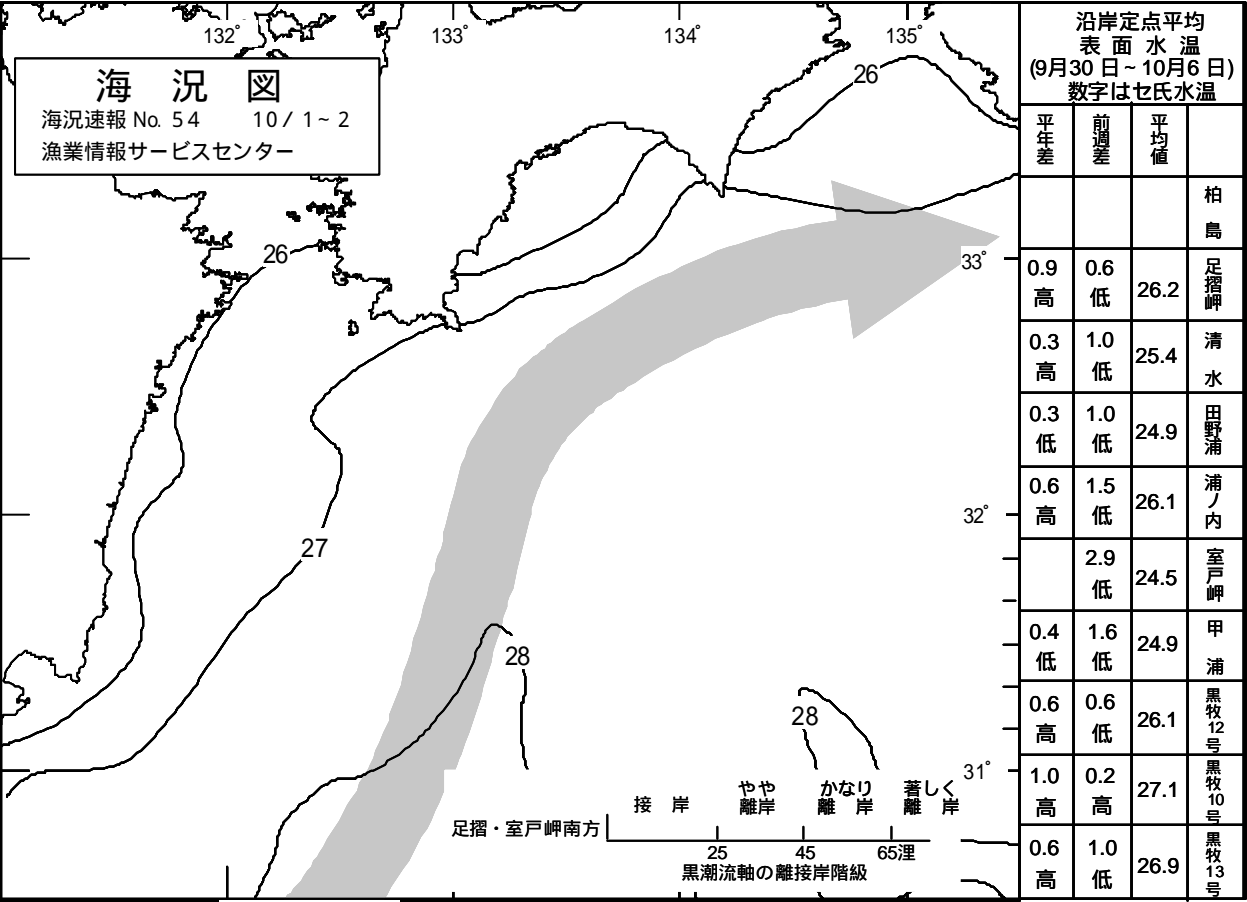 132°
133°
134°
135°
海 況 図
海況速報 No. 54 10/1~2
漁業情報サービスセンター
26
26
27
28
28
33°
32°
31°
接 岸
やや離岸
かなり離 岸
著しく離 岸
足摺・室戸岬南方
25 45 65浬
黒潮流軸の離接岸階級
沿岸定点平均
表 面 水 温
(9月30日~10月6日)
数字はセ氏水温
平年差 前週差 平均値
柏島
0.9高 0.6低 26.2 足摺岬
0.3高 1.0低 25.4 清水
0.3低 1.0低 24.9 田野浦
0.6高 1.5低 26.1 浦ノ内
2.9低 24.5 室戸岬
0.4低 1.6低 24.9 甲浦
0.6高 0.6低 26.1 黒牧12号
1.0高 0.2高 27.1 黒牧10号
0.6高 1.0低 26.9 黒牧13号